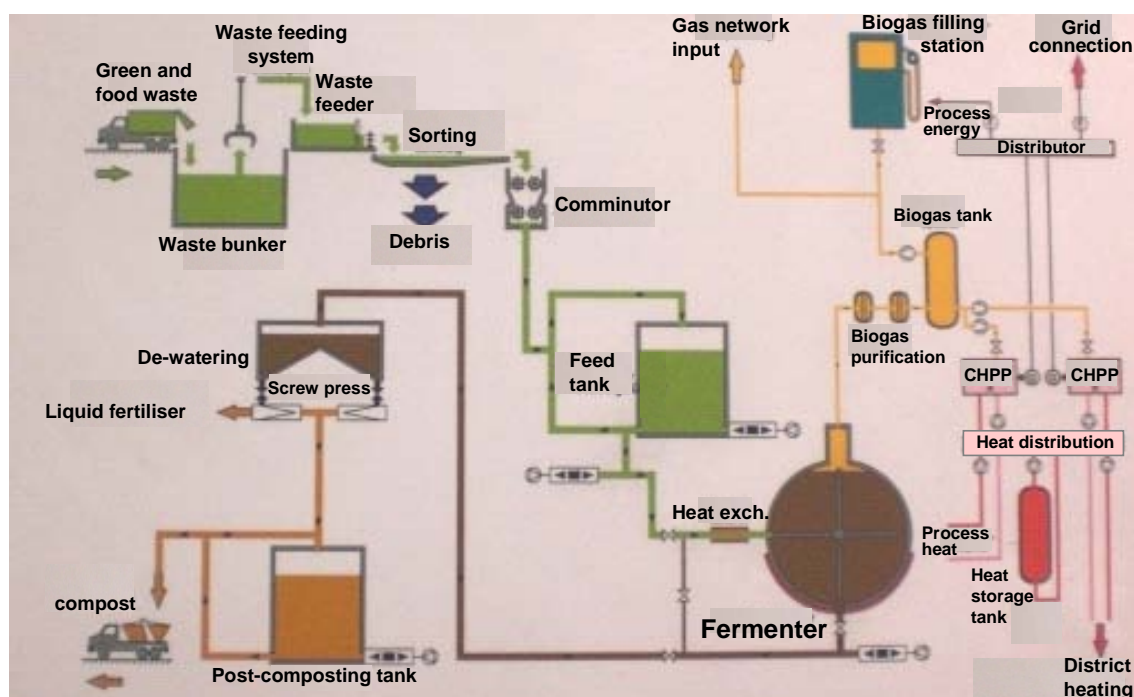 Waste feeding
system
Green and
food waste
Waste
feeder
Sorting
Waste bunker
Debris
Comminutor
Gas network
input
Biogas filling
station
Grid
connection
Process
energy
Distributor
Biogas tank
Biogas
purification
CHPP
CHPP
Heat distribution
De-watering
Screw press
Liquid fertiliser
Feed
tank
Heat exch.
Process
heat
Heat
storage
tank
Fermenter
compost
Post-composting tank
District
heating